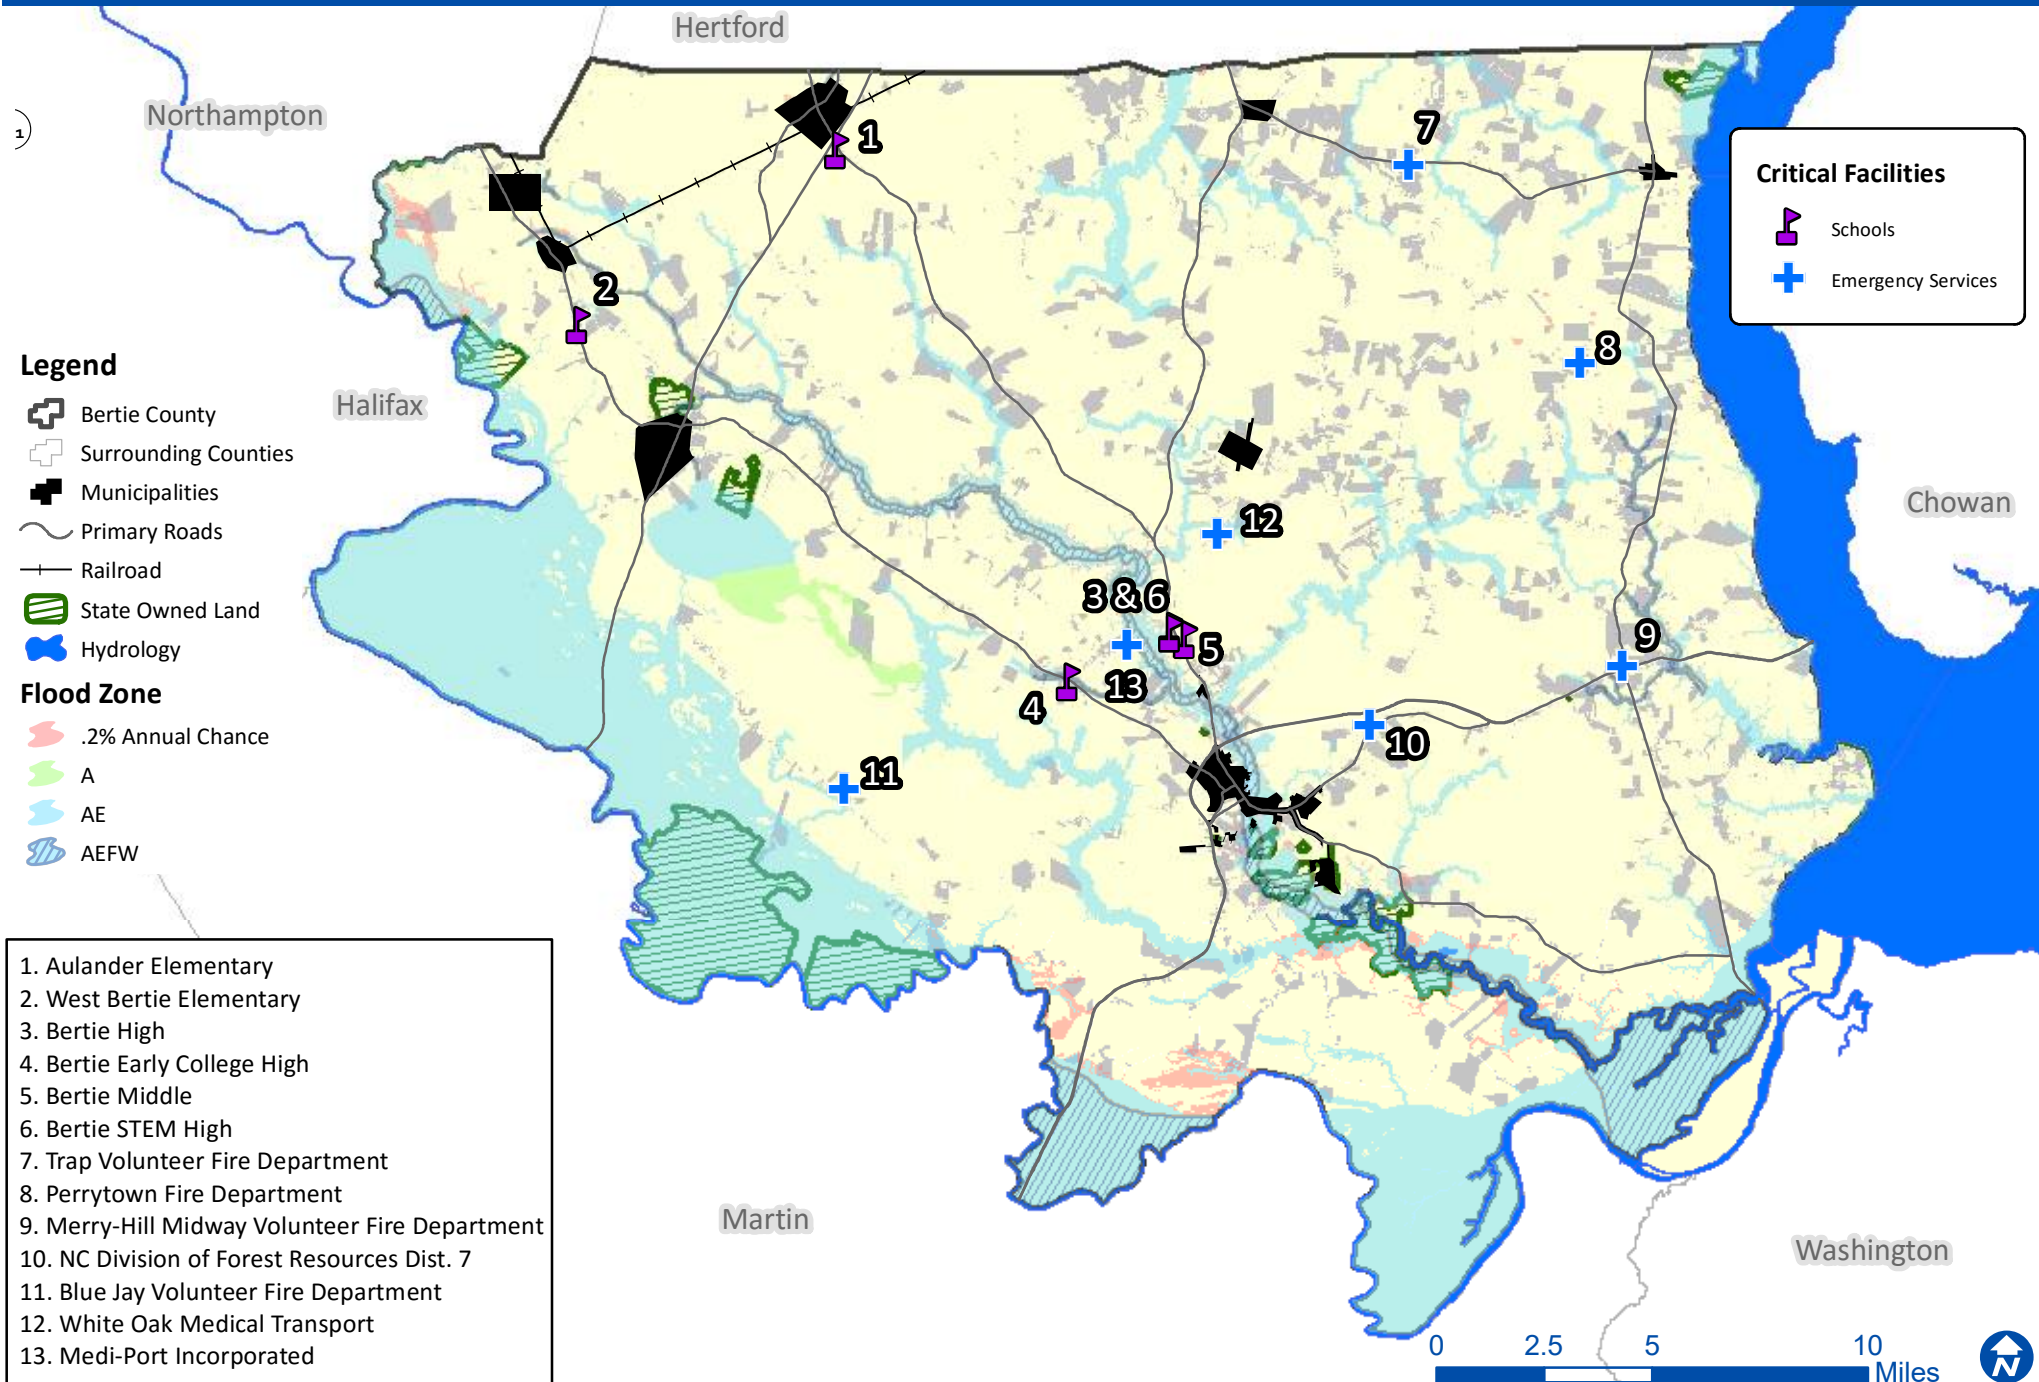 Hertford
Northampton
1
1
7
Critical Facilities
Schools
Emergency Services
2
8
Legend
Bertie County
Surrounding Counties
Municipalities
Primary Roads
Railroad
State Owned Land
Hydrology
Flood Zone
.2% Annual Chance
A
AE
AEFW
Halifax
Chowan
12
3 & 6
5
9
13
4
10
11
1. Aulander Elementary
2. West Bertie Elementary
3. Bertie High
4. Bertie Early College High
5. Bertie Middle
6. Bertie STEM High
7. Trap Volunteer Fire Department
8. Perrytown Fire Department
9. Merry-Hill Midway Volunteer Fire Department
10. NC Division of Forest Resources Dist. 7
11. Blue Jay Volunteer Fire Department
12. White Oak Medical Transport
13. Medi-Port Incorporated
Martin
Washington
0 2.5 5 10
Miles
N